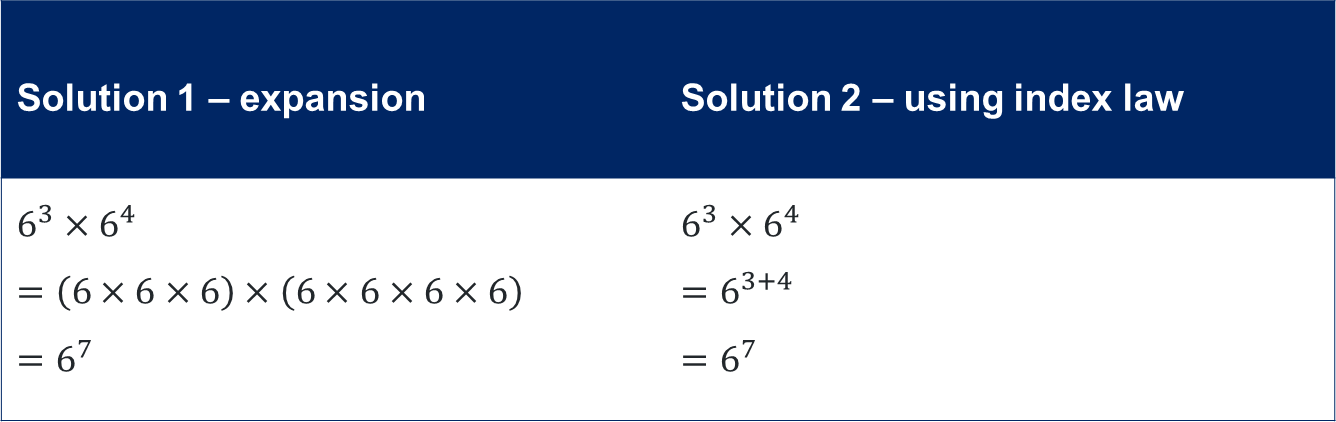 Solution 1 – expansion
Solution 2 – using index law
6³ × 6⁴
= (6 × 6 × 6) × (6 × 6 × 6 × 6)
= 6⁷
6³ × 6⁴
= 6³⁺⁴
= 6⁷